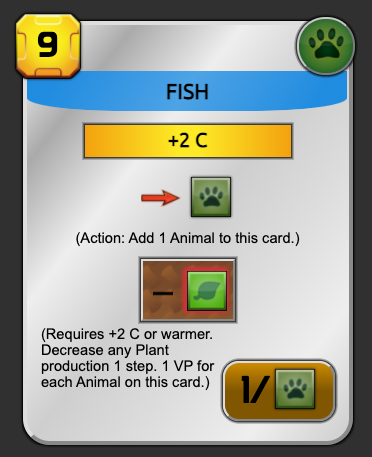 9
FISH
+2 C
(Action: Add 1 Animal to this card.)
–
(Requires +2 C or warmer.
Decrease any Plant
production 1 step. 1 VP for
each Animal on this card.)
1/